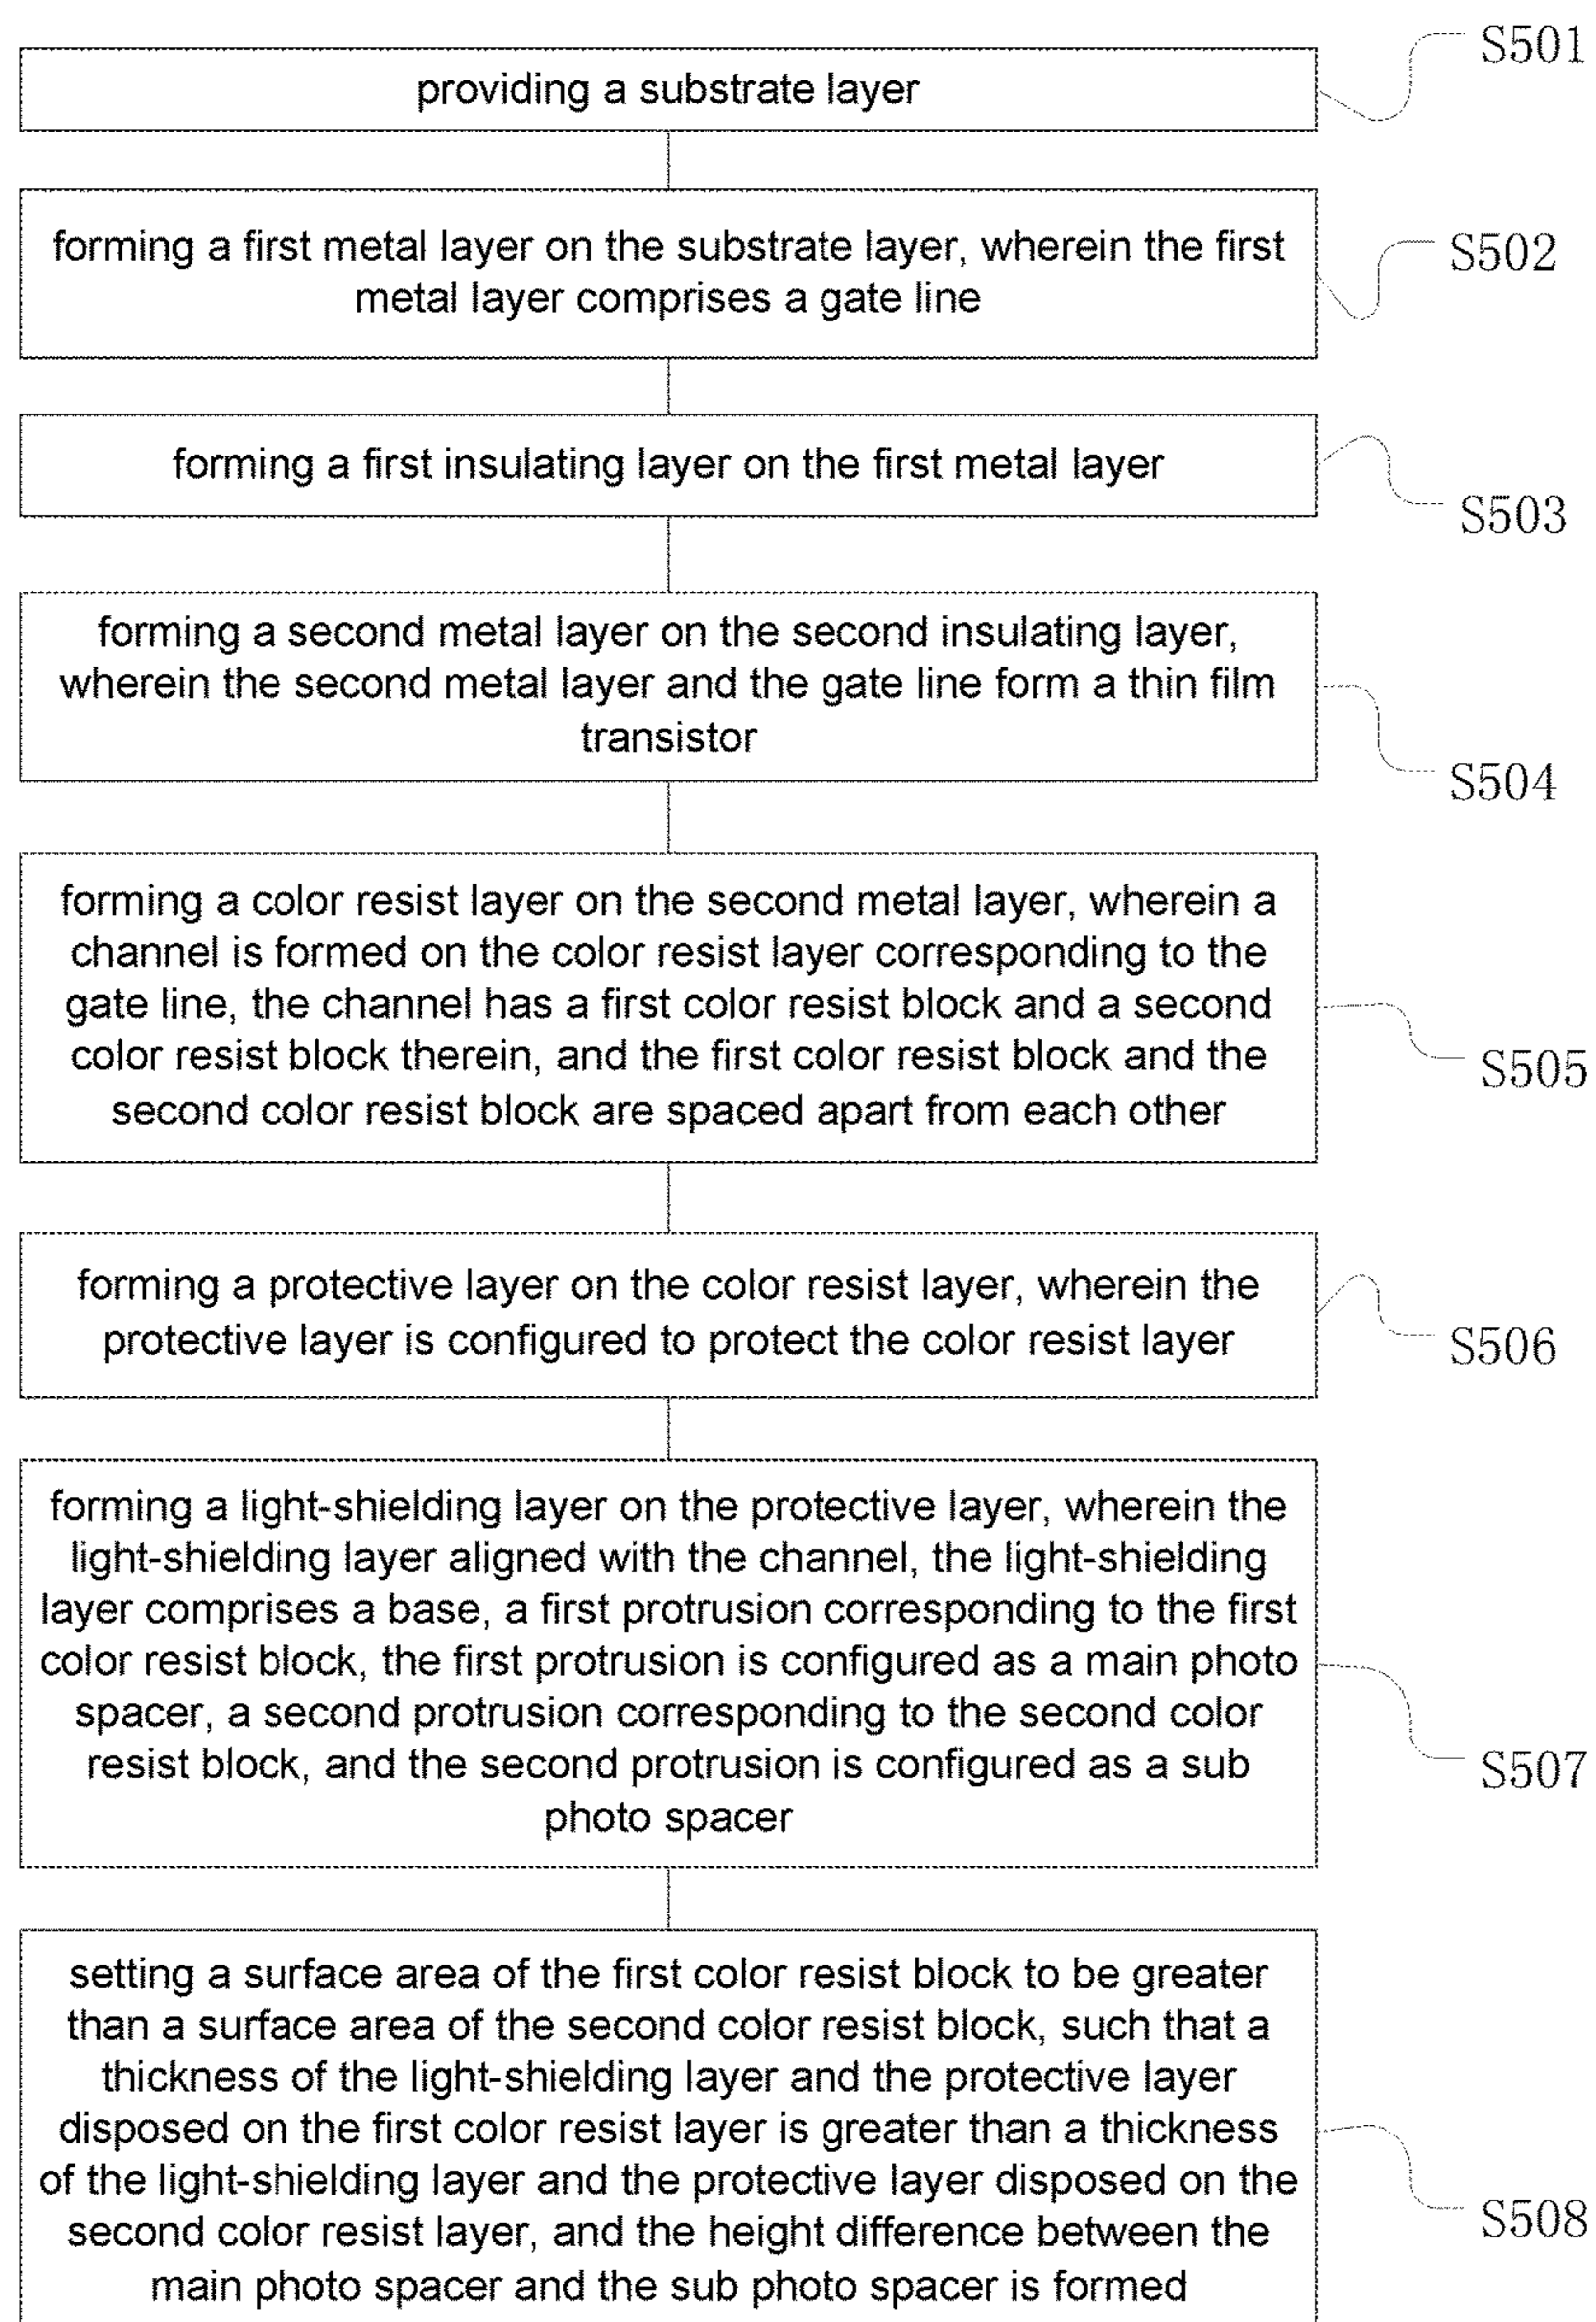 S501
providing a substrate layer
forming a first metal layer on the substrate layer, wherein the first
metal layer comprises a gate line
S502
forming a first insulating layer on the first metal layer
S503
forming a second metal layer on the second insulating layer,
wherein the second metal layer and the gate line form a thin film
transistor
S504
forming a color resist layer on the second metal layer, wherein a
channel is formed on the color resist layer corresponding to the
gate line, the channel has a first color resist block and a second
color resist block therein, and the first color resist block and the
second color resist block are spaced apart from each other
S505
forming a protective layer on the color resist layer, wherein the
protective layer is configured to protect the color resist layer
S506
forming a light-shielding layer on the protective layer, wherein the
light-shielding layer aligned with the channel, the light-shielding
layer comprises a base, a first protrusion corresponding to the first
color resist block, the first protrusion is configured as a main photo
spacer, a second protrusion corresponding to the second color
resist block, and the second protrusion is configured as a sub
photo spacer
S507
setting a surface area of the first color resist block to be greater
than a surface area of the second color resist block, such that a
thickness of the light-shielding layer and the protective layer
disposed on the first color resist layer is greater than a thickness
of the light-shielding layer and the protective layer disposed on the
second color resist layer, and the height difference between the
main photo spacer and the sub photo spacer is formed
S508